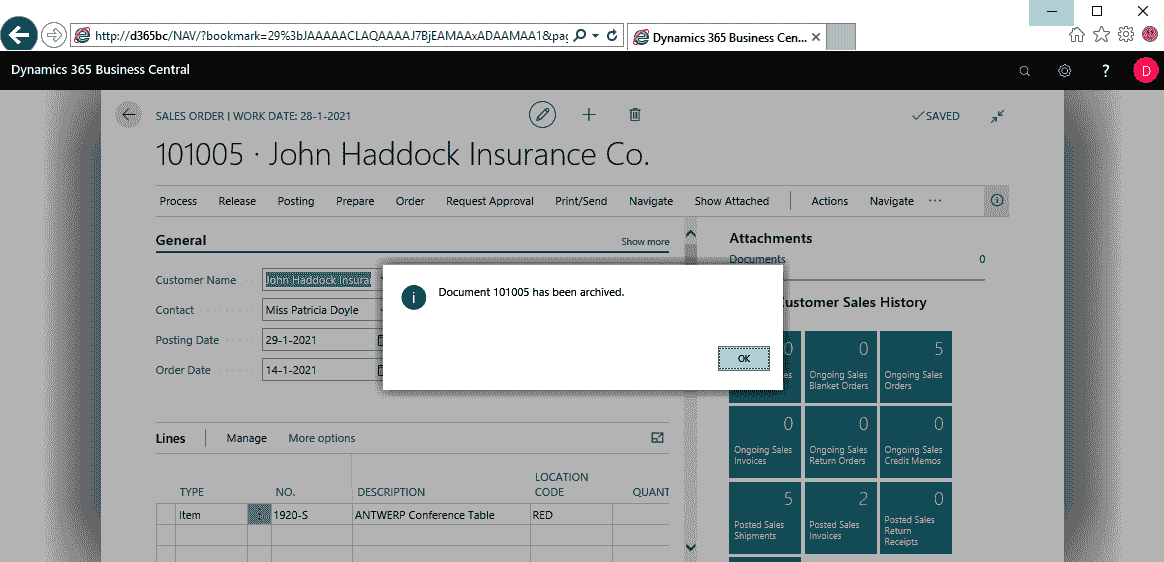 http://d365bc/NAV/?bookmark=29%3bJAAAAACLAQAAAAJ7BjEAMAAxADAAMAA1&pag
Dynamics 365 Business Cen...
Dynamics 365 Business Central
? D
SALES ORDER | WORK DATE: 28-1-2021
SAVED
101005 · John Haddock Insurance Co.
Process Release Posting Prepare Order Request Approval Print/Send Navigate Show Attached Actions Navigate ...
General Show more
Customer Name John Haddock Insura
Contact Miss Patricia Doyle
Posting Date 29-1-2021
Order Date 14-1-2021
Attachments
Documents 0
ustomer Sales History
Document 101005 has been archived.
OK
0
es
0
Ongoing Sales
Blanket Orders
5
Ongoing Sales
Orders
0
Ongoing Sales
Invoices
0
Ongoing Sales
Return Orders
0
Ongoing Sales
Credit Memos
5
Posted Sales
Shipments
2
Posted Sales
Invoices
0
Posted Sales
Return
Receipts
Lines Manage More options
TYPE NO. DESCRIPTION LOCATION
CODE QUANT
Item 1920-S ANTWERP Conference Table RED